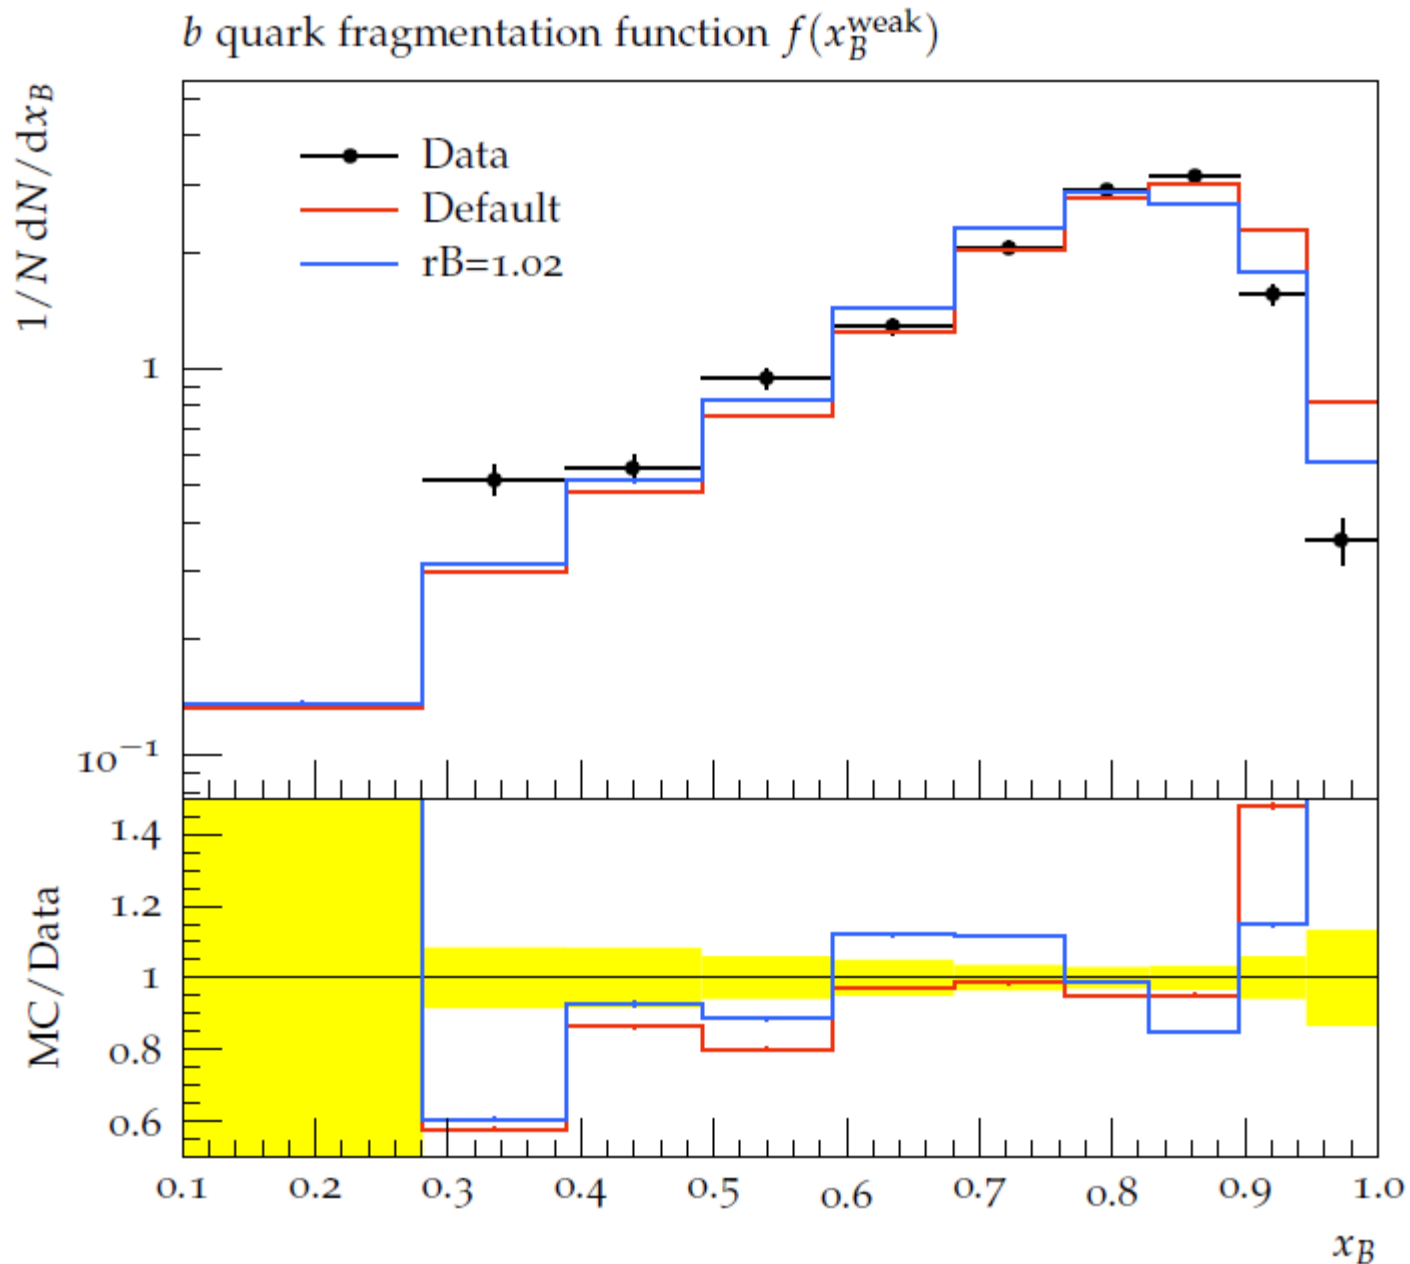 b quark fragmentation function f(x_B^weak)
1/N dN/dx_B
Data
Default
rB=1.02
1
10^−1
MC/Data
1.4
1.2
1
0.8
0.6
0.1 0.2 0.3 0.4 0.5 0.6 0.7 0.8 0.9 1.0
x_B